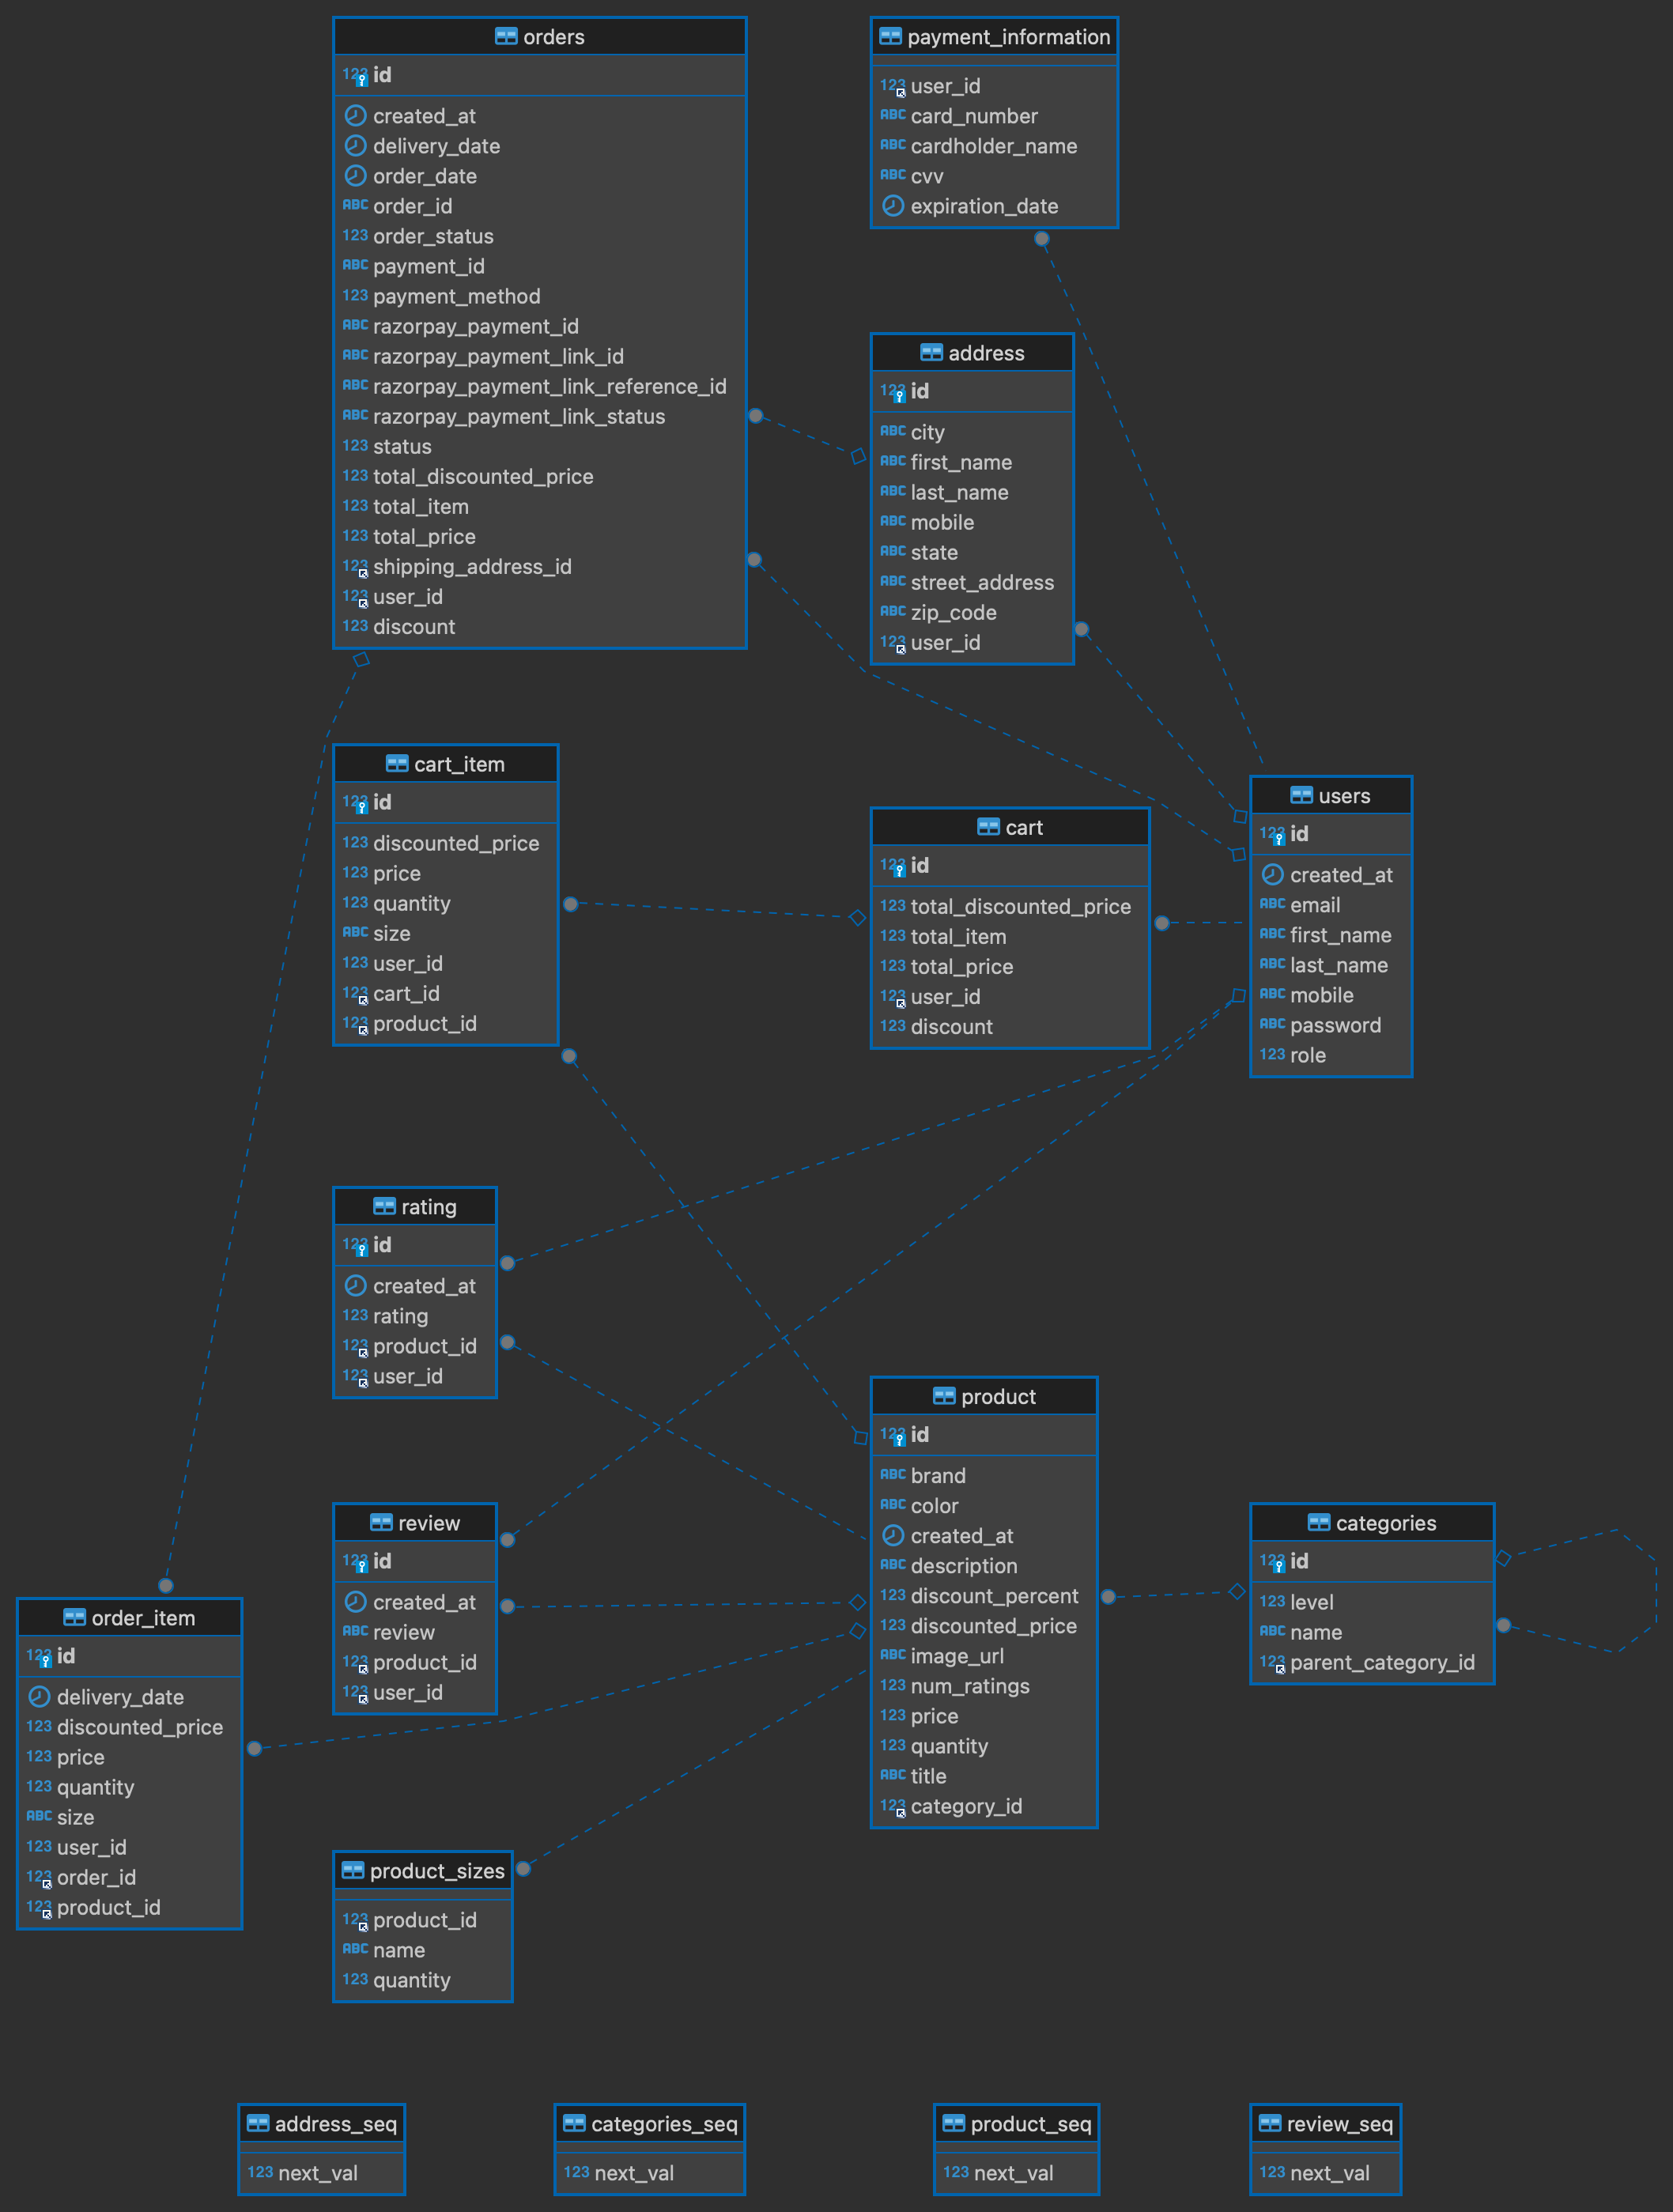 orders
123 id
created_at
delivery_date
order_date
ABC order_id
123 order_status
ABC payment_id
123 payment_method
ABC razorpay_payment_id
ABC razorpay_payment_link_id
ABC razorpay_payment_link_reference_id
ABC razorpay_payment_link_status
123 status
123 total_discounted_price
123 total_item
123 total_price
123 shipping_address_id
123 user_id
123 discount
payment_information
123 user_id
ABC card_number
ABC cardholder_name
ABC cvv
expiration_date
address
123 id
ABC city
ABC first_name
ABC last_name
ABC mobile
ABC state
ABC street_address
ABC zip_code
123 user_id
cart_item
123 id
123 discounted_price
123 price
123 quantity
ABC size
123 user_id
123 cart_id
123 product_id
cart
123 id
123 total_discounted_price
123 total_item
123 total_price
123 user_id
123 discount
users
123 id
created_at
ABC email
ABC first_name
ABC last_name
ABC mobile
ABC password
123 role
rating
123 id
created_at
123 rating
123 product_id
123 user_id
product
123 id
ABC brand
ABC color
created_at
ABC description
123 discount_percent
123 discounted_price
ABC image_url
123 num_ratings
123 price
123 quantity
ABC title
123 category_id
review
123 id
created_at
ABC review
123 product_id
123 user_id
categories
123 id
123 level
ABC name
123 parent_category_id
order_item
123 id
delivery_date
123 discounted_price
123 price
123 quantity
ABC size
123 user_id
123 order_id
123 product_id
product_sizes
123 product_id
ABC name
123 quantity
address_seq
123 next_val
categories_seq
123 next_val
product_seq
123 next_val
review_seq
123 next_val